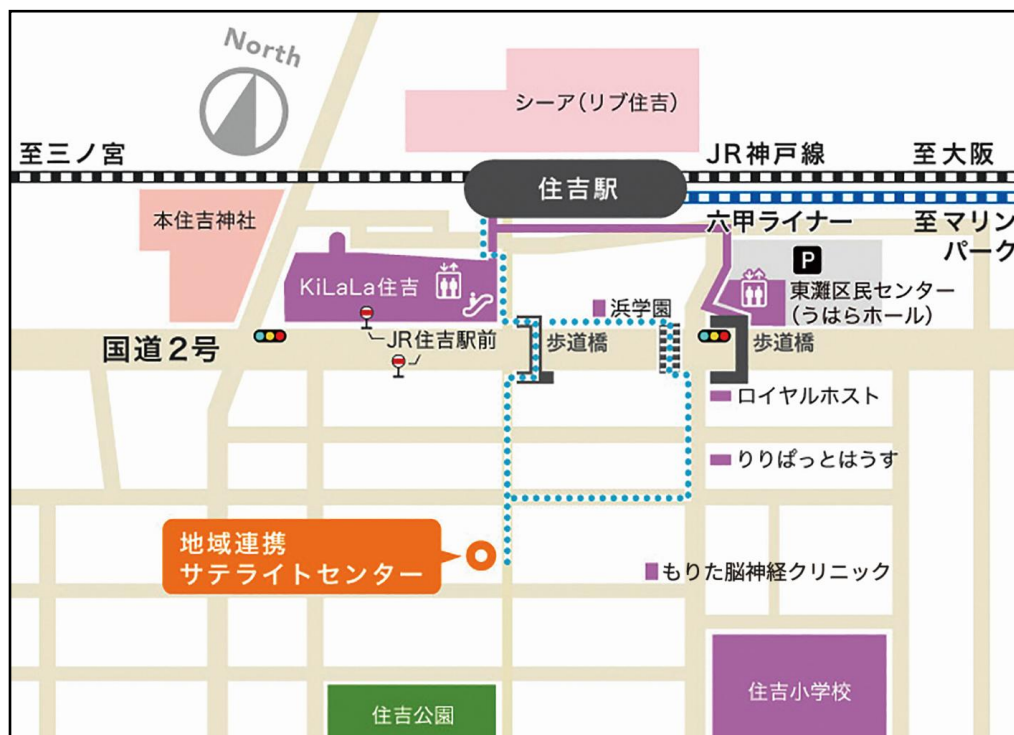 North
シーア(リブ住吉)
至三ノ宮
JR神戸線
至大阪
住吉駅
六甲ライナー
至マリン
パーク
本住吉神社
KiLaLa住吉
P
東灘区民センター
(うはらホール)
浜学園
JR住吉駅前
国道2号
歩道橋
歩道橋
ロイヤルホスト
りりぱっとはうす
地域連携
サテライトセンター
もりた脳神経クリニック
住吉小学校
住吉公園